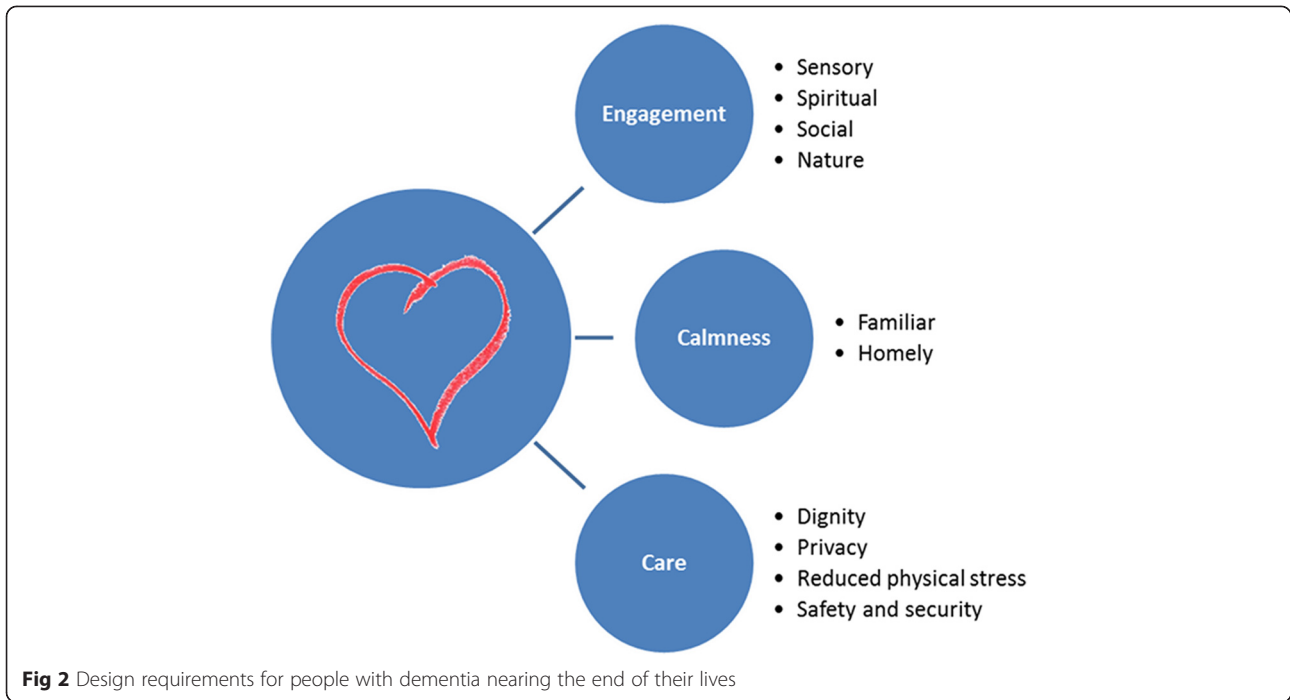 Engagement
• Sensory
• Spiritual
• Social
• Nature
Calmness
• Familiar
• Homely
Care
• Dignity
• Privacy
• Reduced physical stress
• Safety and security
Fig 2 Design requirements for people with dementia nearing the end of their lives